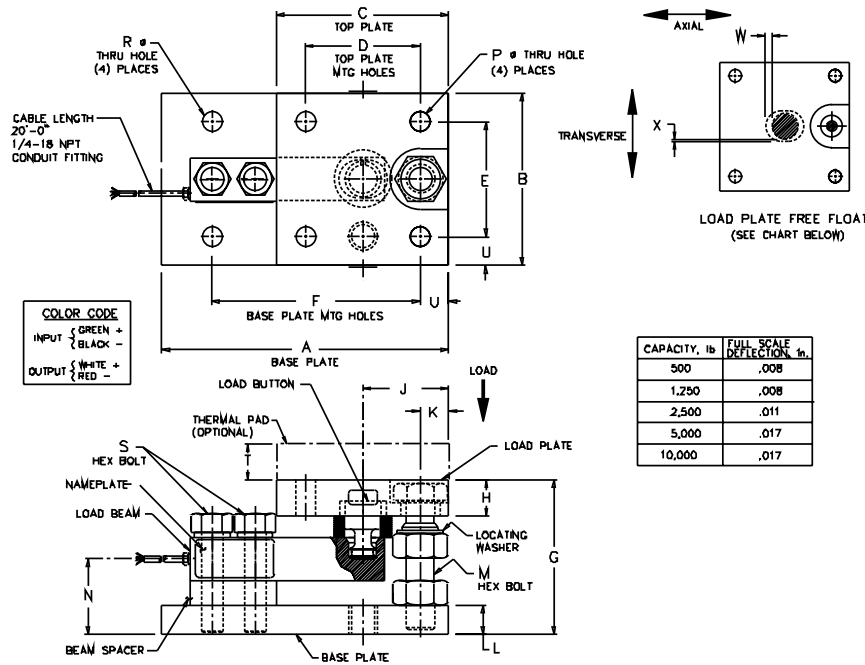 C
TOP PLATE
D
TOP PLATE
MTG HOLES
R ø
THRU HOLE
(4) PLACES
P ø THRU HOLE
(4) PLACES
CABLE LENGTH
20'-0"
1/4-18 NPT
CONDUIT FITTING
E
B
U
F
U
BASE PLATE MTG HOLES
A
BASE PLATE
AXIAL
W
X
TRANSVERSE
LOAD PLATE FREE FLOAT
(SEE CHART BELOW)
COLOR CODE
INPUT { GREEN +
BLACK -
OUTPUT { WHITE +
RED -
CAPACITY, lb FULL SCALE DEFLECTION, in.
500 .008
1,250 .008
2,500 .011
5,000 .017
10,000 .017
LOAD BUTTON
J
LOAD
K
THERMAL PAD
(OPTIONAL)
LOAD PLATE
S
HEX BOLT
T
H
NAMEPLATE
LOAD BEAM
LOCATING
WASHER
G
M
HEX BOLT
N
L
BEAM SPACER
BASE PLATE